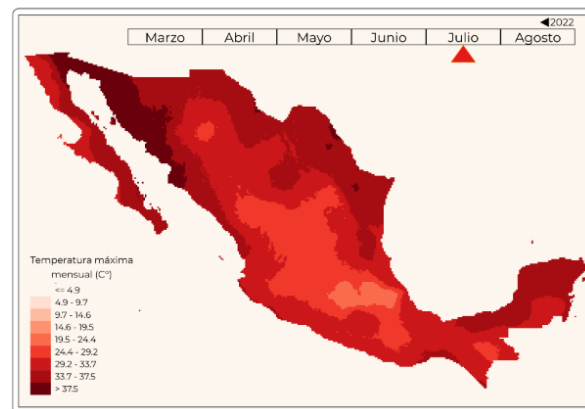 ◀2022
Marzo Abril Mayo Junio Julio Agosto
Temperatura máxima
mensual (C°)
<= 4.9
4.9 - 9.7
9.7 - 14.6
14.6 - 19.5
19.5 - 24.4
24.4 - 29.2
29.2 - 33.7
33.7 - 37.5
> 37.5